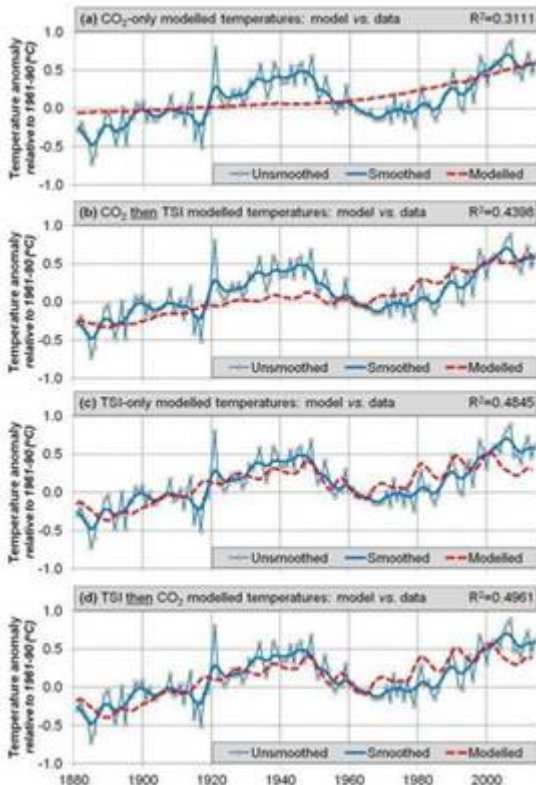 (a) CO₂-only modelled temperatures: model vs. data R²=0.3111
Temperature anomaly
relative to 1961-90 (ºC)
1.0
0.5
0.0
-0.5
-1.0
Unsmoothed Smoothed Modelled
(b) CO₂ then TSI modelled temperatures: model vs. data R²=0.4398
Temperature anomaly
relative to 1961-90 (ºC)
1.0
0.5
0.0
-0.5
-1.0
Unsmoothed Smoothed Modelled
(c) TSI-only modelled temperatures: model vs. data R²=0.4845
Temperature anomaly
relative to 1961-90 (ºC)
1.0
0.5
0.0
-0.5
-1.0
Unsmoothed Smoothed Modelled
(d) TSI then CO₂ modelled temperatures: model vs. data R²=0.4961
Temperature anomaly
relative to 1961-90 (ºC)
1.0
0.5
0.0
-0.5
-1.0
Unsmoothed Smoothed Modelled
1880 1900 1920 1940 1960 1980 2000